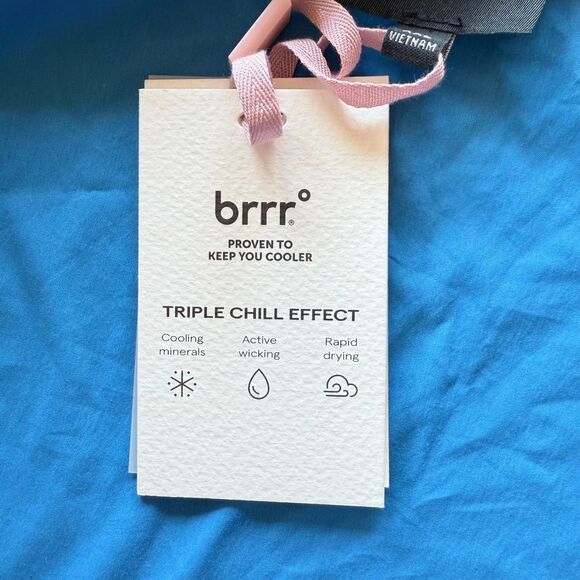 VIETNAM
brrr°®
PROVEN TO
KEEP YOU COOLER
TRIPLE CHILL EFFECT
Cooling minerals
Active wicking
Rapid drying